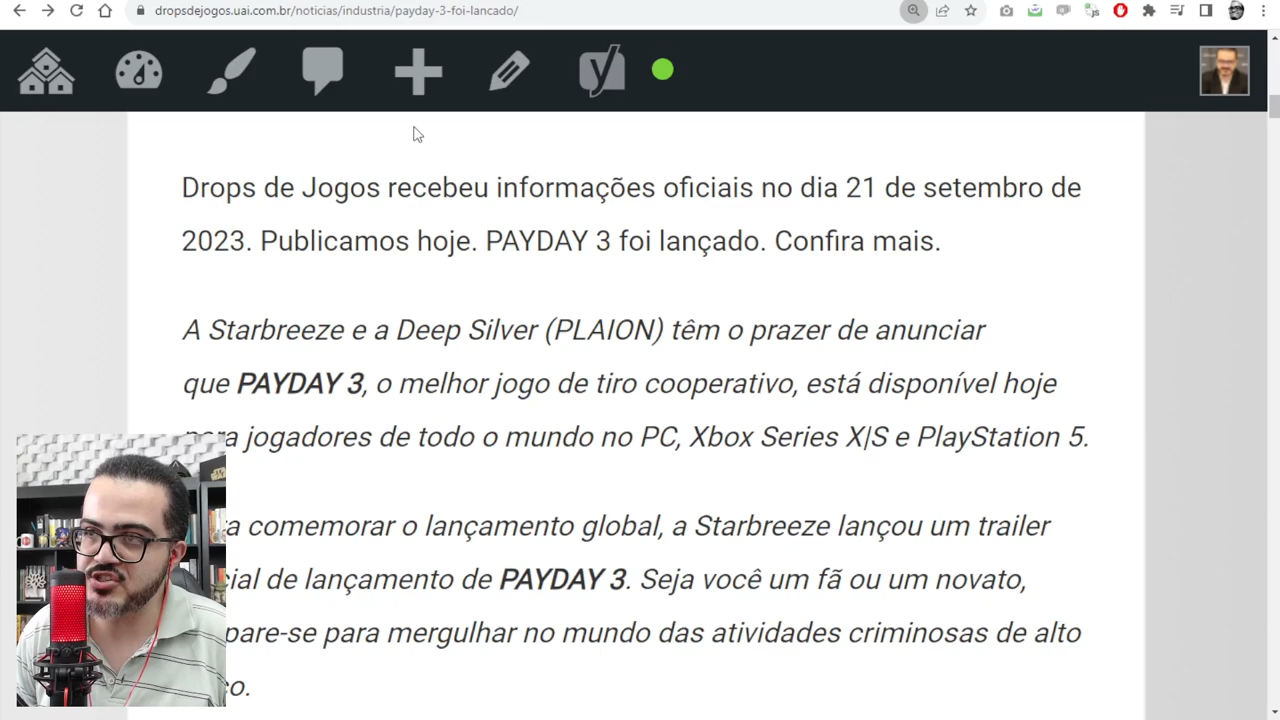 dropsdejogos.uai.com.br/noticias/industria/payday-3-foi-lancado/
Drops de Jogos recebeu informações oficiais no dia 21 de setembro de
2023. Publicamos hoje. PAYDAY 3 foi lançado. Confira mais.
A Starbreeze e a Deep Silver (PLAION) têm o prazer de anunciar
que PAYDAY 3, o melhor jogo de tiro cooperativo, está disponível hoje
jogadores de todo o mundo no PC, Xbox Series X|S e PlayStation 5.
comemorar o lançamento global, a Starbreeze lançou um trailer
de lançamento de PAYDAY 3. Seja você um fã ou um novato,
pare-se para mergulhar no mundo das atividades criminosas de alto
co.